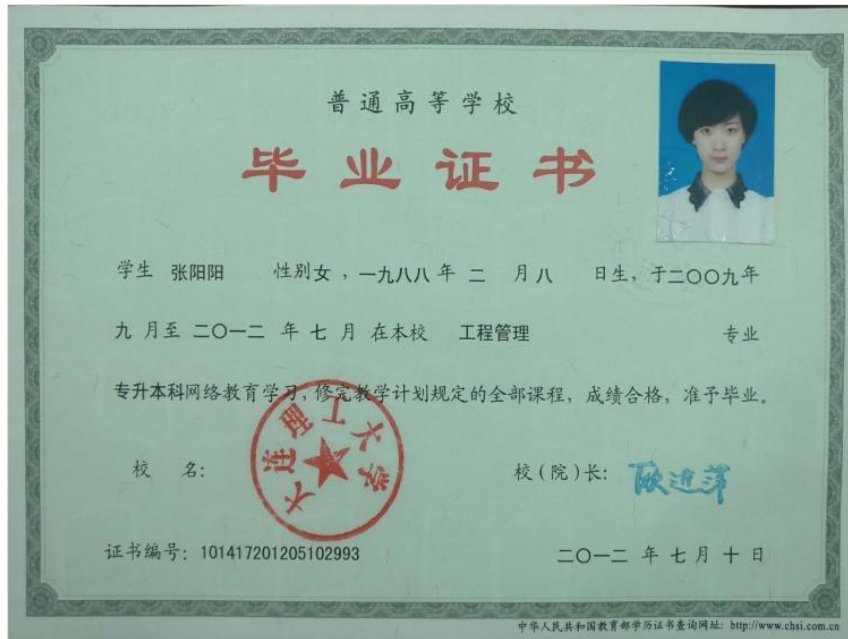 普通高等学校
毕业证书
学生 张阳阳 性别女，一九八八年 二 月八 日生，于二〇〇九年
九 月至 二〇一二 年 七 月 在本校 工程管理 专业
专升本科网络教育学习，修完教学计划规定的全部课程，成绩合格，准予毕业。
大连理工大学
校 名：
校（院）长：欧进萍
证书编号：101417201205102993
二〇一二 年 七 月 十 日
中华人民共和国教育部学历证书查询网址：http://www.chsi.com.cn